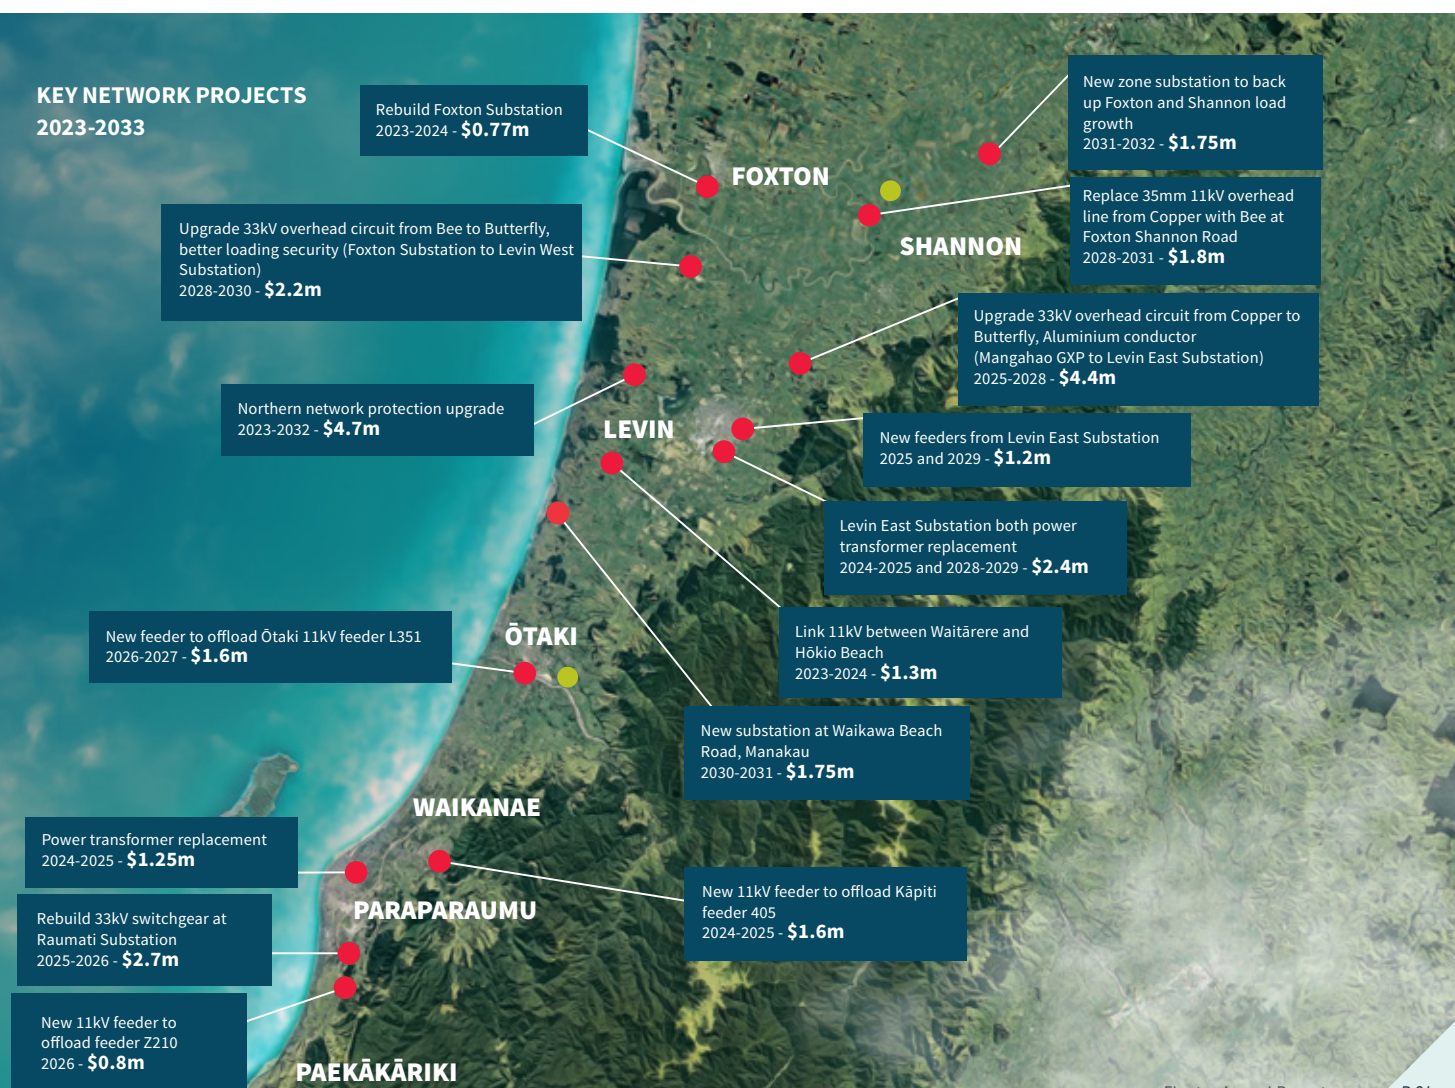 KEY NETWORK PROJECTS
2023-2033
Rebuild Foxton Substation
2023-2024 - $0.77m
New zone substation to back
up Foxton and Shannon load
growth
2031-2032 - $1.75m
FOXTON
Replace 35mm 11kV overhead
line from Copper with Bee at
Foxton Shannon Road
2028-2031 - $1.8m
Upgrade 33kV overhead circuit from Bee to Butterfly,
better loading security (Foxton Substation to Levin West
Substation)
2028-2030 - $2.2m
SHANNON
Upgrade 33kV overhead circuit from Copper to
Butterfly, Aluminium conductor
(Mangahao GXP to Levin East Substation)
2025-2028 - $4.4m
Northern network protection upgrade
2023-2032 - $4.7m
LEVIN
New feeders from Levin East Substation
2025 and 2029 - $1.2m
Levin East Substation both power
transformer replacement
2024-2025 and 2028-2029 - $2.4m
New feeder to offload Ōtaki 11kV feeder L351
2026-2027 - $1.6m
ŌTAKI
Link 11kV between Waitārere and
Hōkio Beach
2023-2024 - $1.3m
New substation at Waikawa Beach
Road, Manakau
2030-2031 - $1.75m
WAIKANAE
Power transformer replacement
2024-2025 - $1.25m
New 11kV feeder to offload Kāpiti
feeder 405
2024-2025 - $1.6m
PARAPARAUMU
Rebuild 33kV switchgear at
Raumati Substation
2025-2026 - $2.7m
New 11kV feeder to
offload feeder Z210
2026 - $0.8m
PAEKĀKĀRIKI